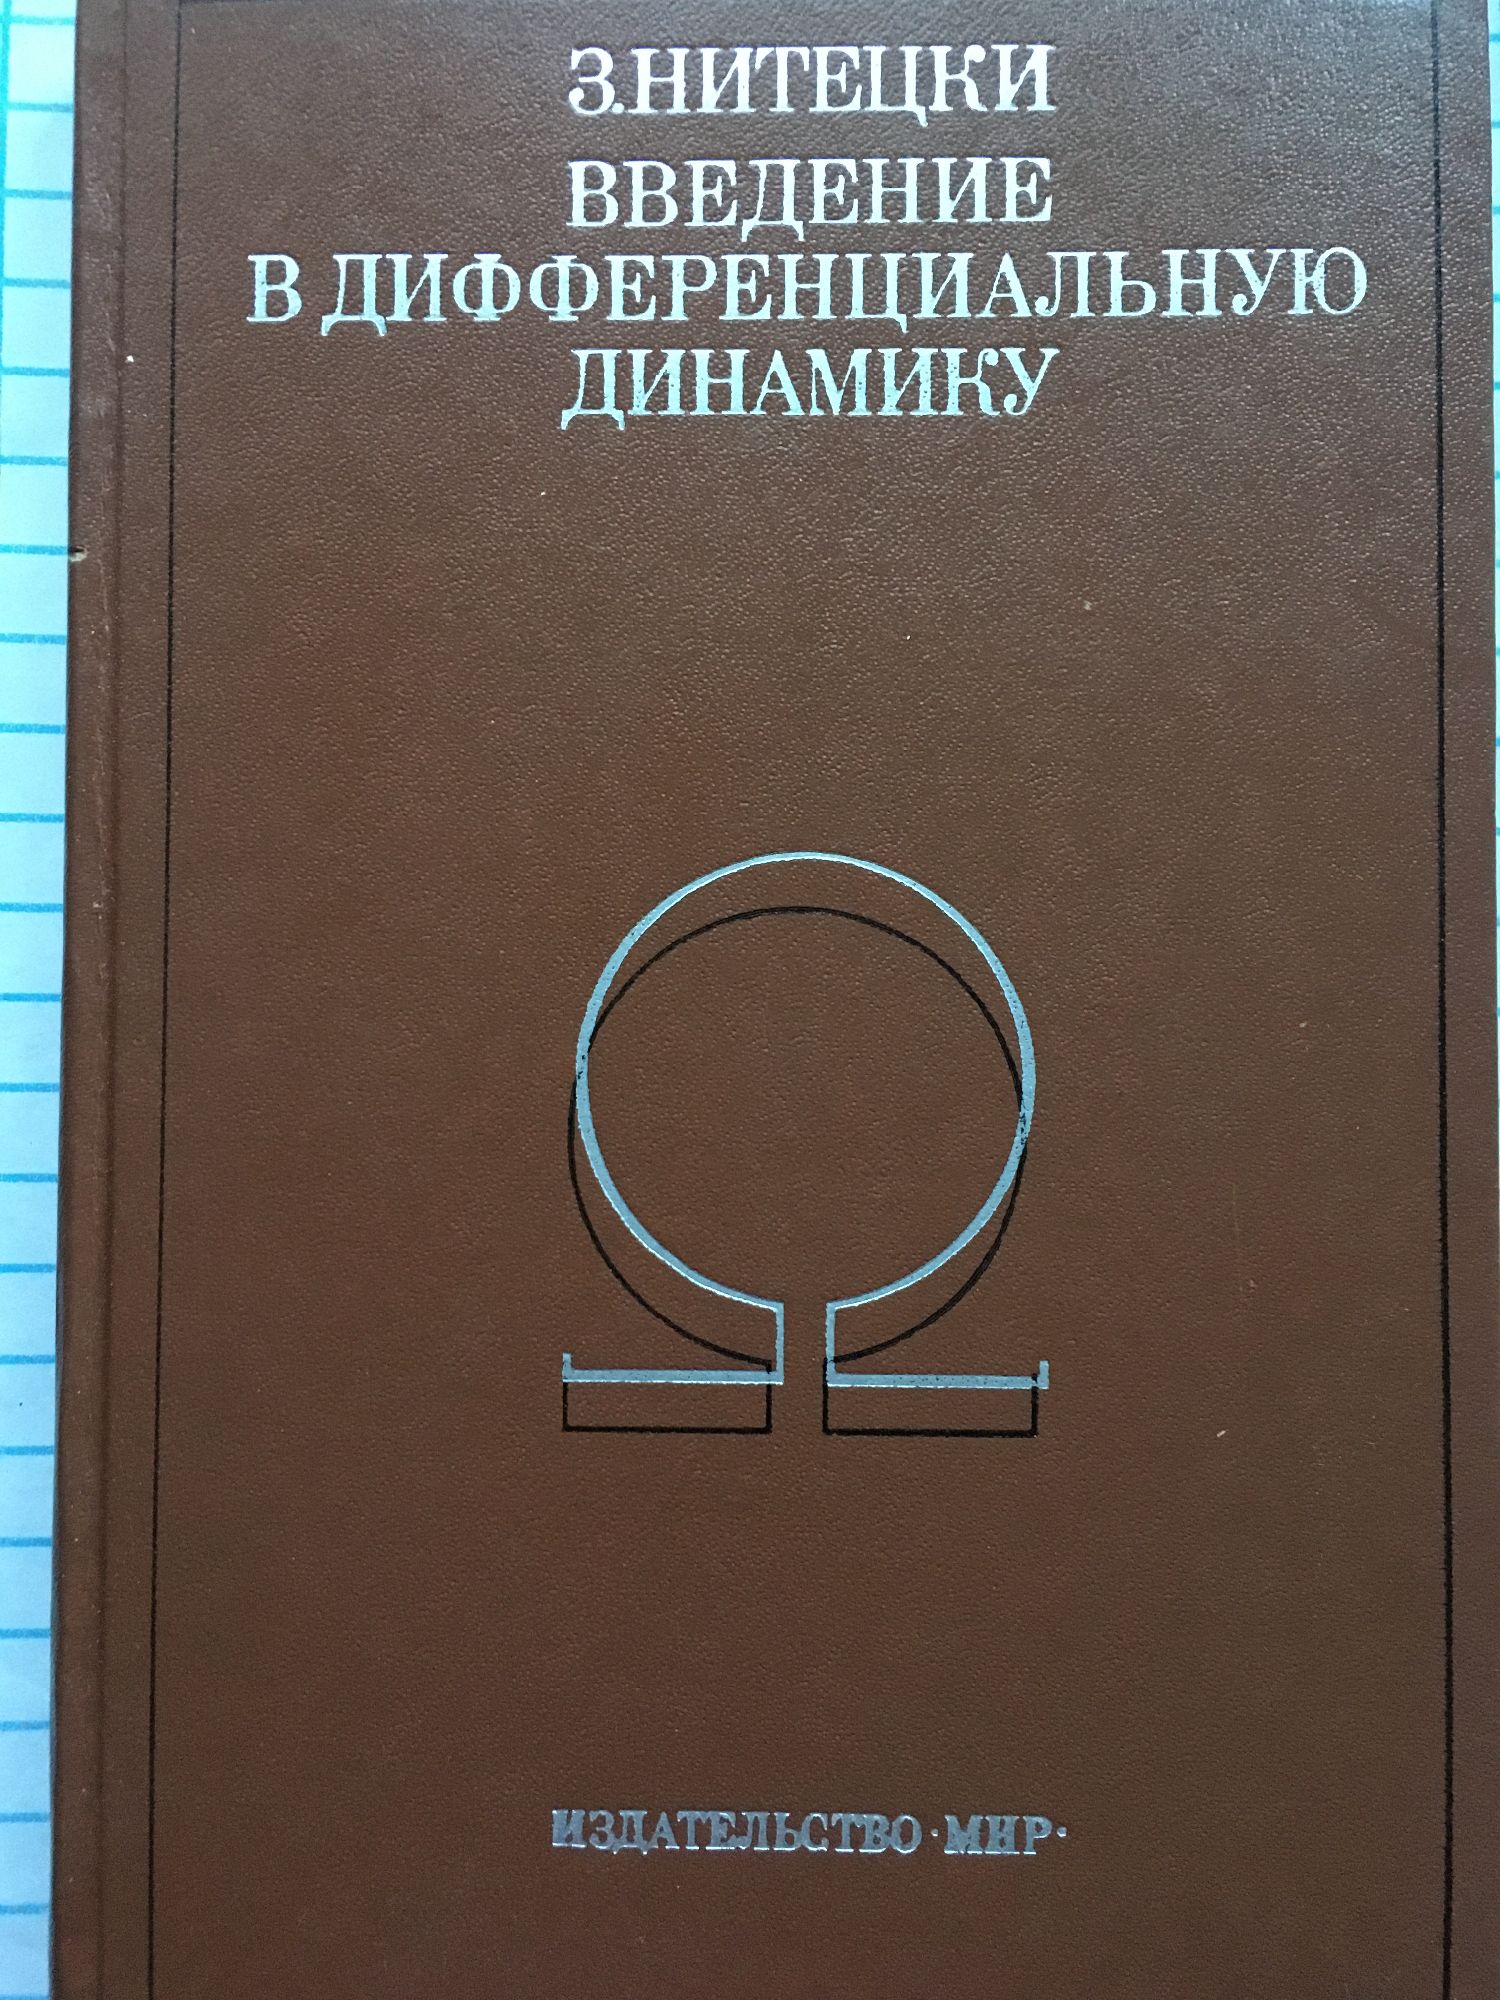 З.НИТЕЦКИ
ВВЕДЕНИЕ
В ДИФФЕРЕНЦИАЛЬНУЮ
ДИНАМИКУ
ИЗДАТЕЛЬСТВО ·МИР·